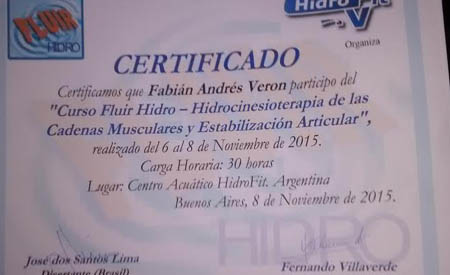 FLUIR
HIDRO
Hidro
V
Organiza
CERTIFICADO
Certificamos que Fabián Andrés Veron participo del
"Curso Fluir Hidro – Hidrocinesioterapia de las
Cadenas Musculares y Estabilización Articular",
realizado del 6 al 8 de Noviembre de 2015.
Carga Horaria: 30 horas
Lugar: Centro Acuático HidroFit. Argentina
Buenos Aires, 8 de Noviembre de 2015.
HIDRO
José dos Santos Lima
Fernando Villaverde
Disertante (Brasil)